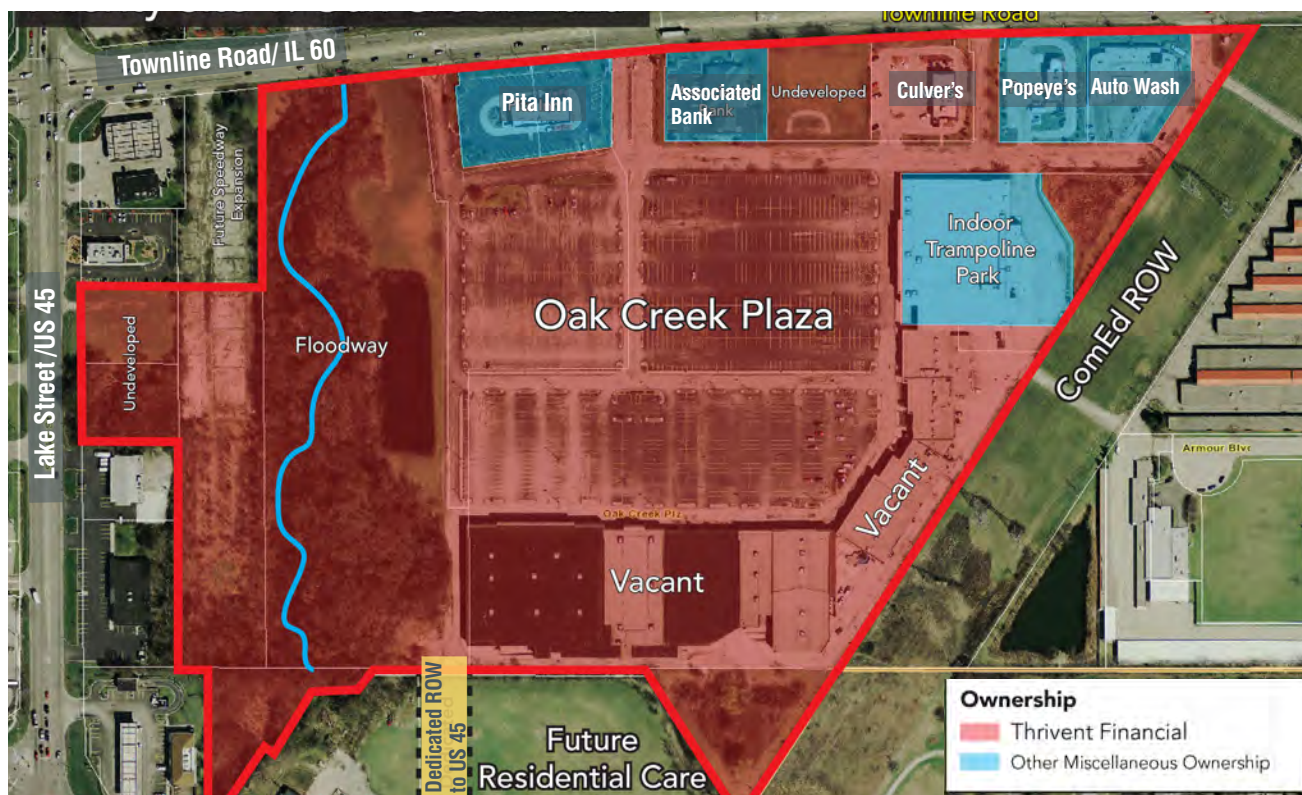 Townline Road
Townline Road/ IL 60
Pita Inn
Associated
Bank
Undeveloped
Culver's
Popeye's
Auto Wash
Future Speedway
Expansion
Indoor
Trampoline
Park
Lake Street /US 45
Undeveloped
Floodway
Oak Creek Plaza
ComEd ROW
Armour Blvd
Vacant
Oak Creek Plz
Vacant
Dedicated ROW
to US 45
Future
Residential Care
Ownership
Thrivent Financial
Other Miscellaneous Ownership